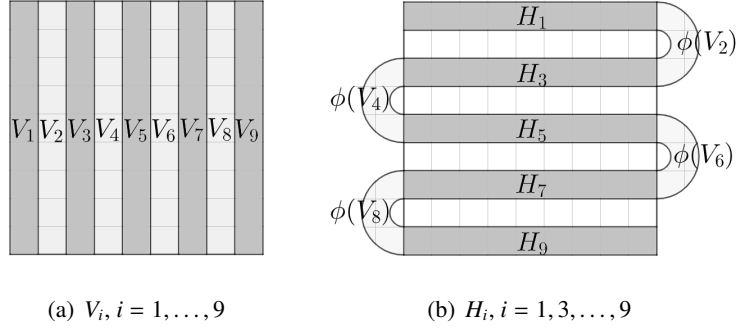 V₁ V₂ V₃ V₄ V₅ V₆ V₇ V₈ V₉
H₁
ϕ(V₂)
H₃
ϕ(V₄)
H₅
ϕ(V₆)
H₇
ϕ(V₈)
H₉
(a) Vᵢ, i = 1, . . . , 9
(b) Hᵢ, i = 1, 3, . . . , 9